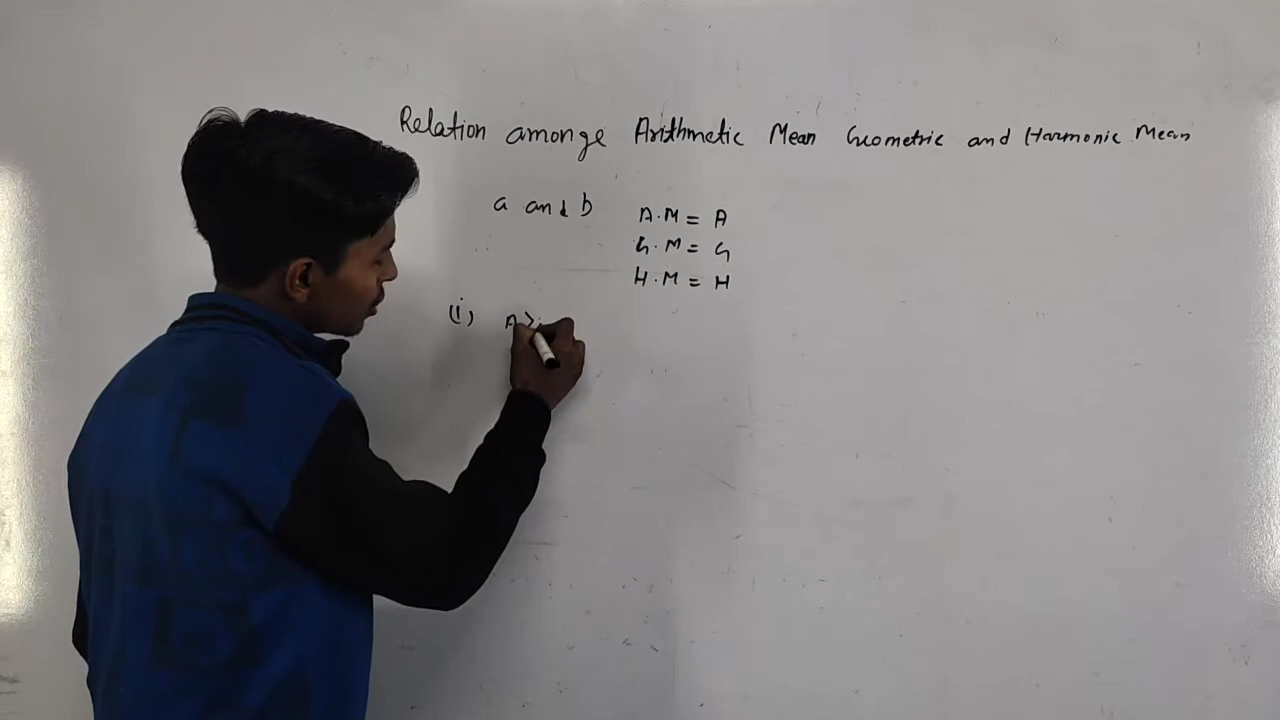 Relation amonge Arithmetic Mean Geometric and Harmonic Mean
a and b
A.M = A
G.M = G
H.M = H
(i) A >